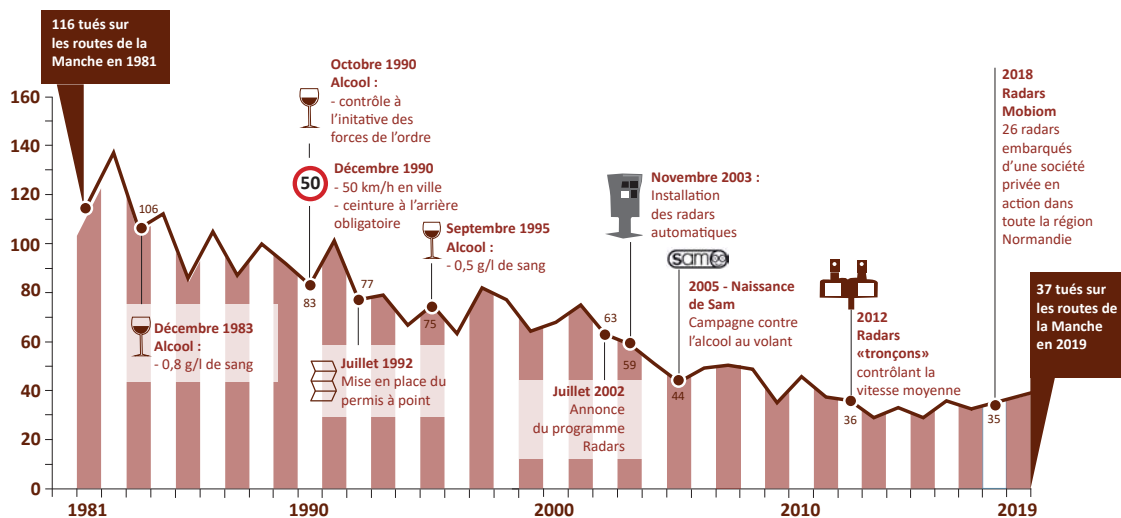 116 tués sur
les routes de la
Manche en 1981
160
140
120
100
80
60
40
20
0
1981
1990
2000
2010
2019
106
Décembre 1983
Alcool :
- 0,8 g/l de sang
Octobre 1990
Alcool :
- contrôle à
l’initative des
forces de l’ordre
50
Décembre 1990
- 50 km/h en ville
- ceinture à l’arrière
obligatoire
83
77
Juillet 1992
Mise en place du
permis à point
Septembre 1995
Alcool :
- 0,5 g/l de sang
75
63
Juillet 2002
Annonce
du programme
Radars
Novembre 2003 :
Installation
des radars
automatiques
59
sam
2005 - Naissance
de Sam
Campagne contre
l’alcool au volant
44
2012
Radars
«tronçons»
contrôlant la
vitesse moyenne
36
2018
Radars
Mobiom
26 radars
embarqués
d’une société
privée en
action dans
toute la région
Normandie
35
37 tués sur
les routes de
la Manche
en 2019